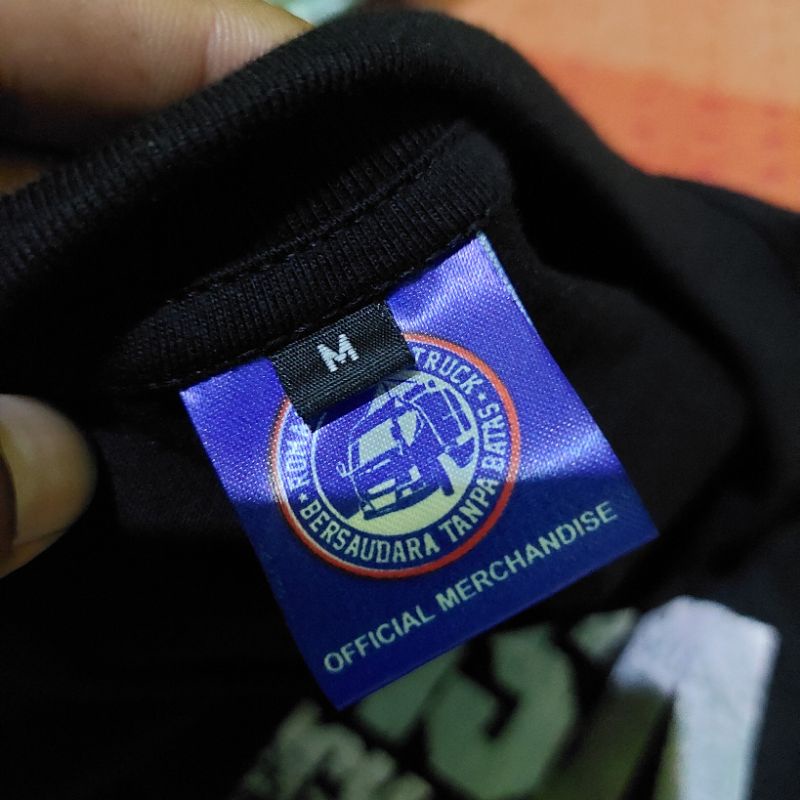 M
TRUCK
BERSAUDARA TANPA BATAS
OFFICIAL MERCHANDISE